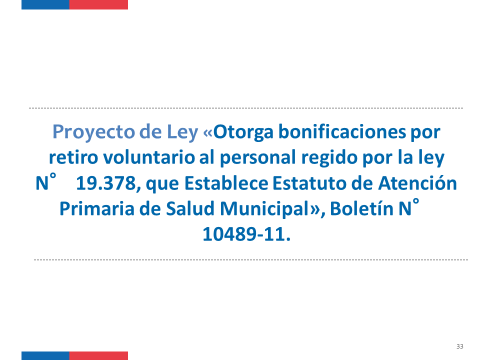 Proyecto de Ley «Otorga bonificaciones por
retiro voluntario al personal regido por la ley
N° 19.378, que Establece Estatuto de Atención
Primaria de Salud Municipal», Boletín N°
10489-11.
33